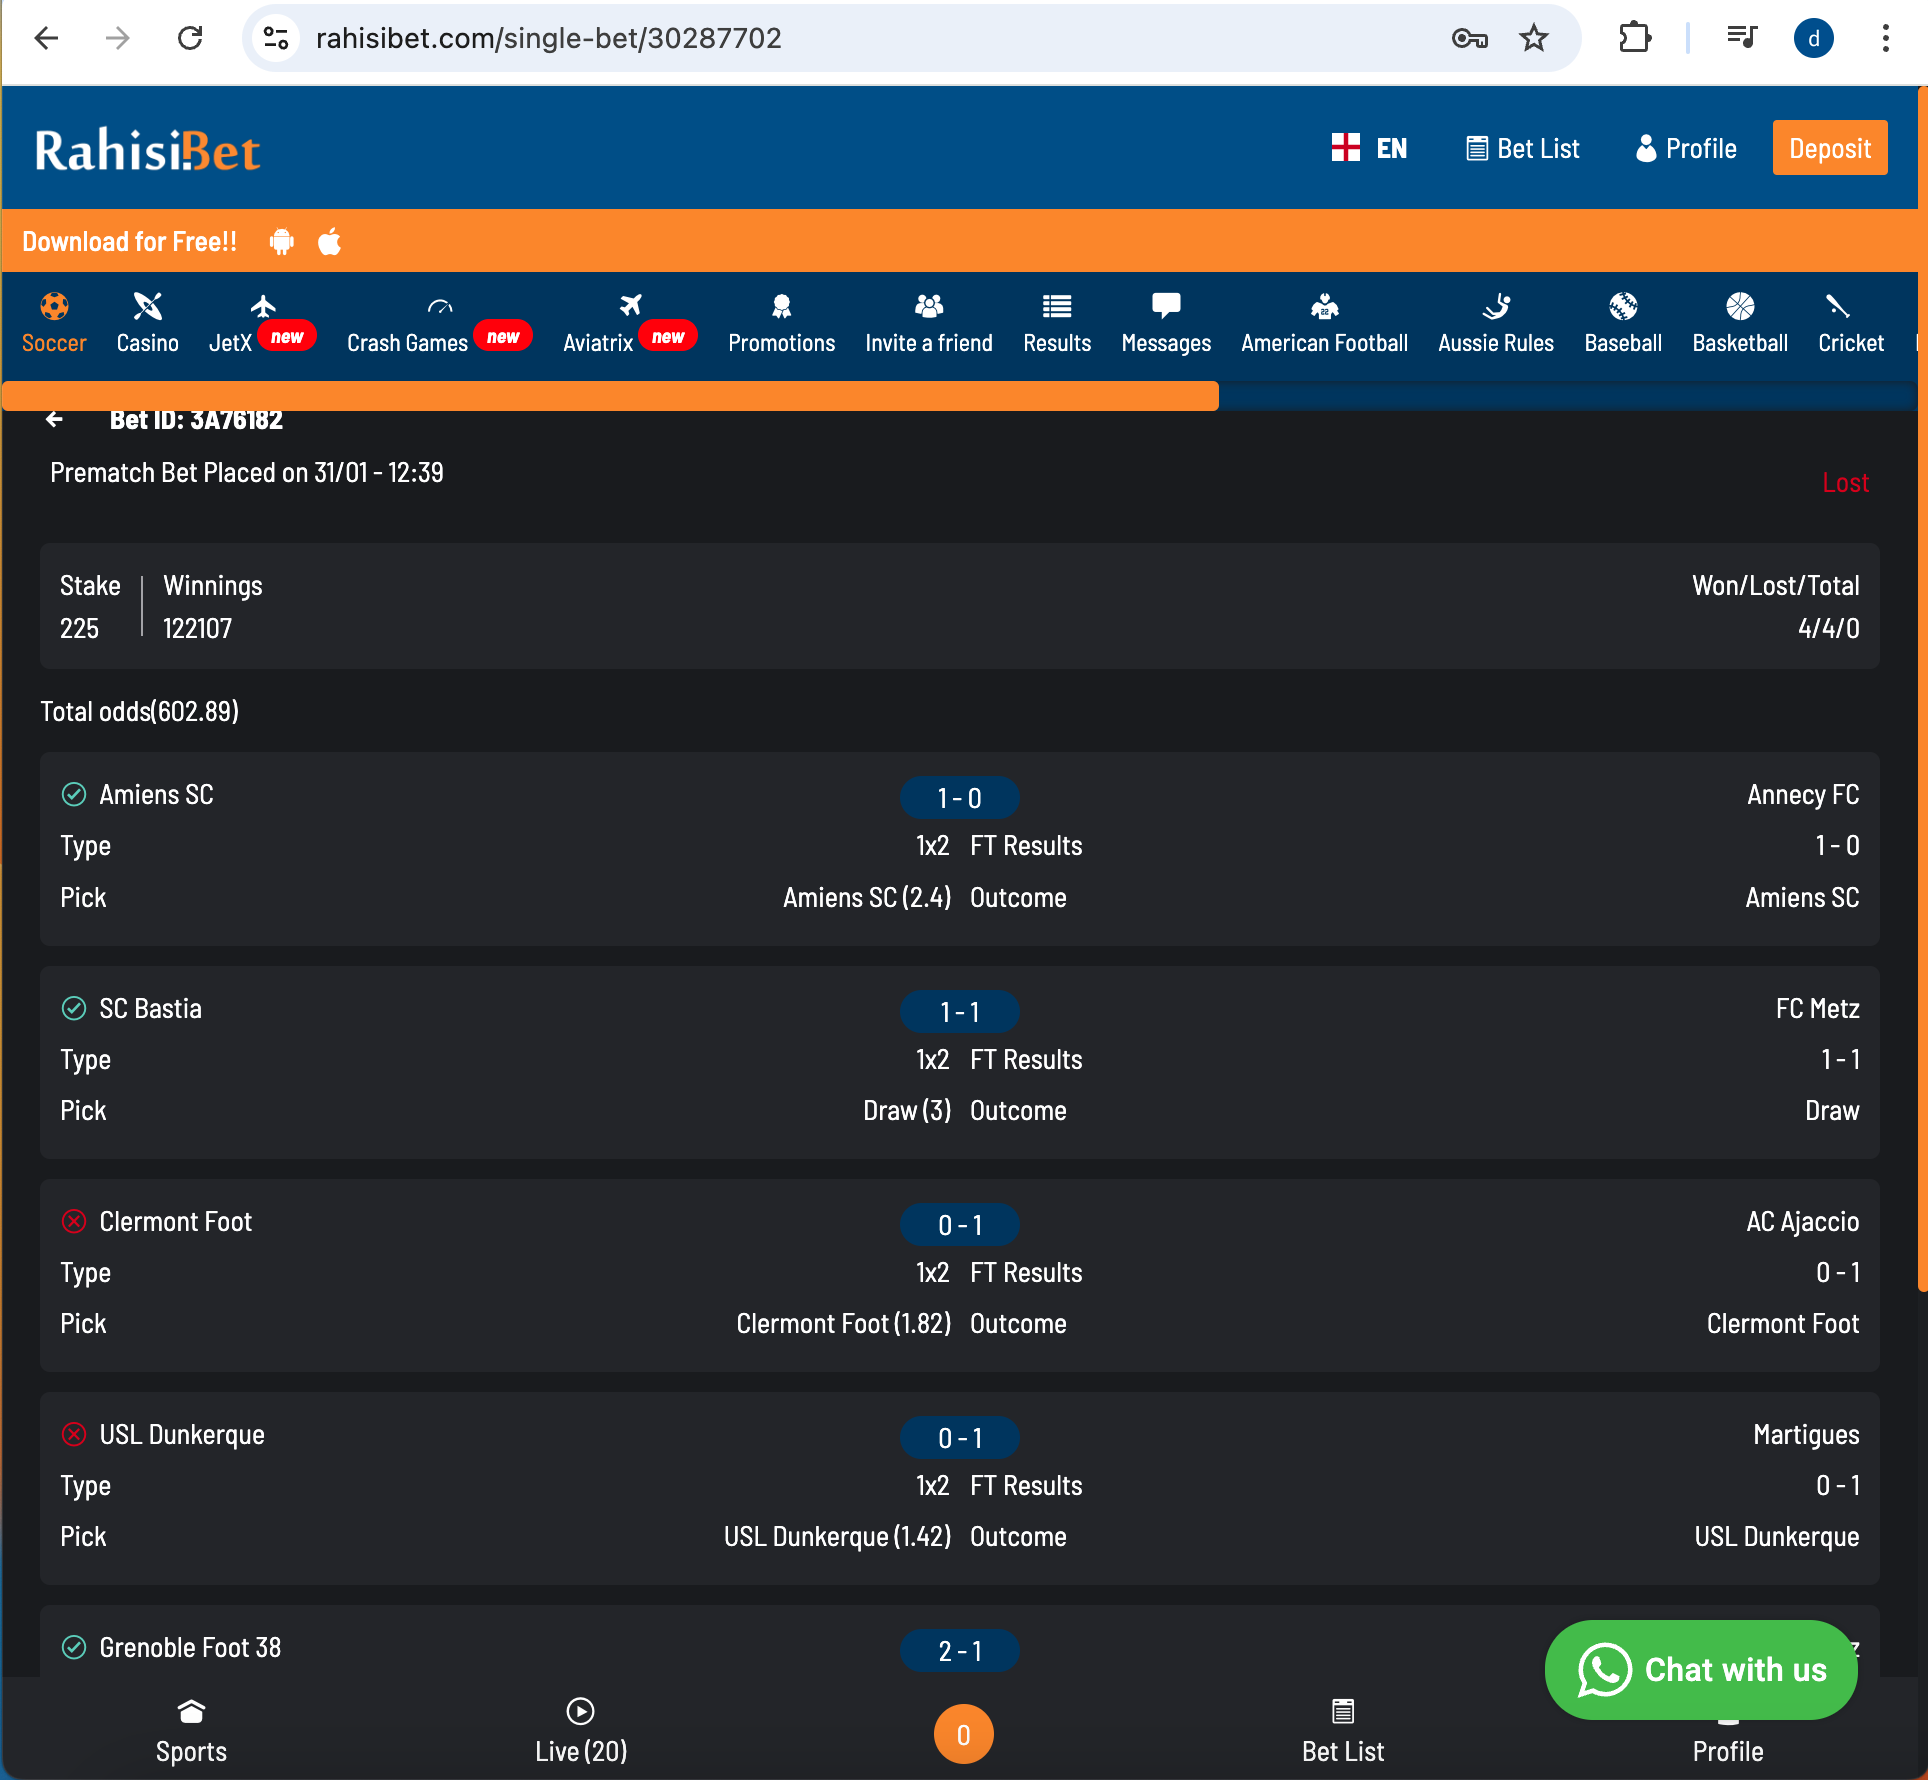 rahisibet.com/single-bet/30287702
d
RahisiBet
EN
Bet List
Profile
Deposit
Download for Free!!
Soccer
Casino
JetX new
Crash Games new
Aviatrix new
Promotions
Invite a friend
Results
Messages
American Football
Aussie Rules
Baseball
Basketball
Cricket
Bet ID: 3A76182
Prematch Bet Placed on 31/01 - 12:39
Lost
Stake Winnings Won/Lost/Total
225 122107 4/4/0
Total odds(602.89)
Amiens SC 1 - 0 Annecy FC
Type 1x2 FT Results 1 - 0
Pick Amiens SC (2.4) Outcome Amiens SC
SC Bastia 1 - 1 FC Metz
Type 1x2 FT Results 1 - 1
Pick Draw (3) Outcome Draw
Clermont Foot 0 - 1 AC Ajaccio
Type 1x2 FT Results 0 - 1
Pick Clermont Foot (1.82) Outcome Clermont Foot
USL Dunkerque 0 - 1 Martigues
Type 1x2 FT Results 0 - 1
Pick USL Dunkerque (1.42) Outcome USL Dunkerque
Grenoble Foot 38 2 - 1
Chat with us
Sports
Live (20)
0
Bet List
Profile